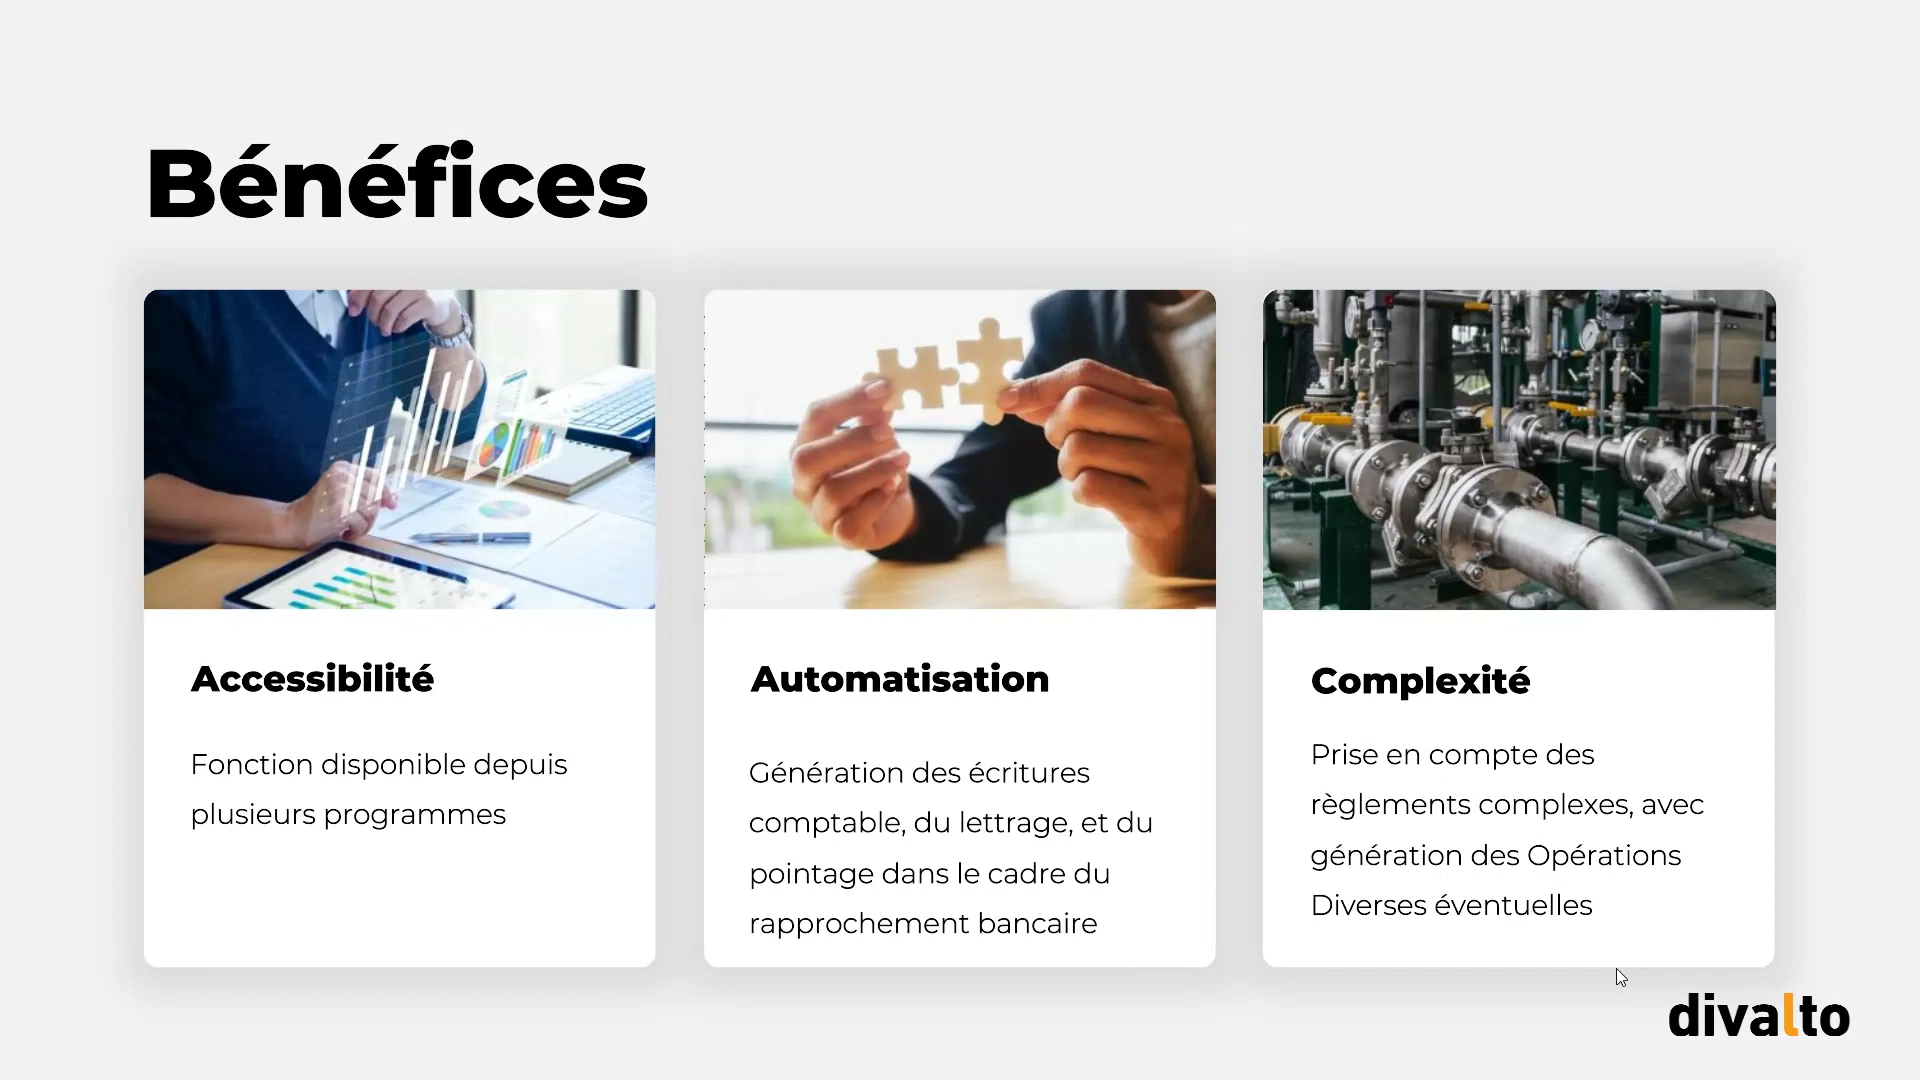 Bénéfices
Accessibilité
Fonction disponible depuis
plusieurs programmes
Automatisation
Génération des écritures
comptable, du lettrage, et du
pointage dans le cadre du
rapprochement bancaire
Complexité
Prise en compte des
règlements complexes, avec
génération des Opérations
Diverses éventuelles
divalto